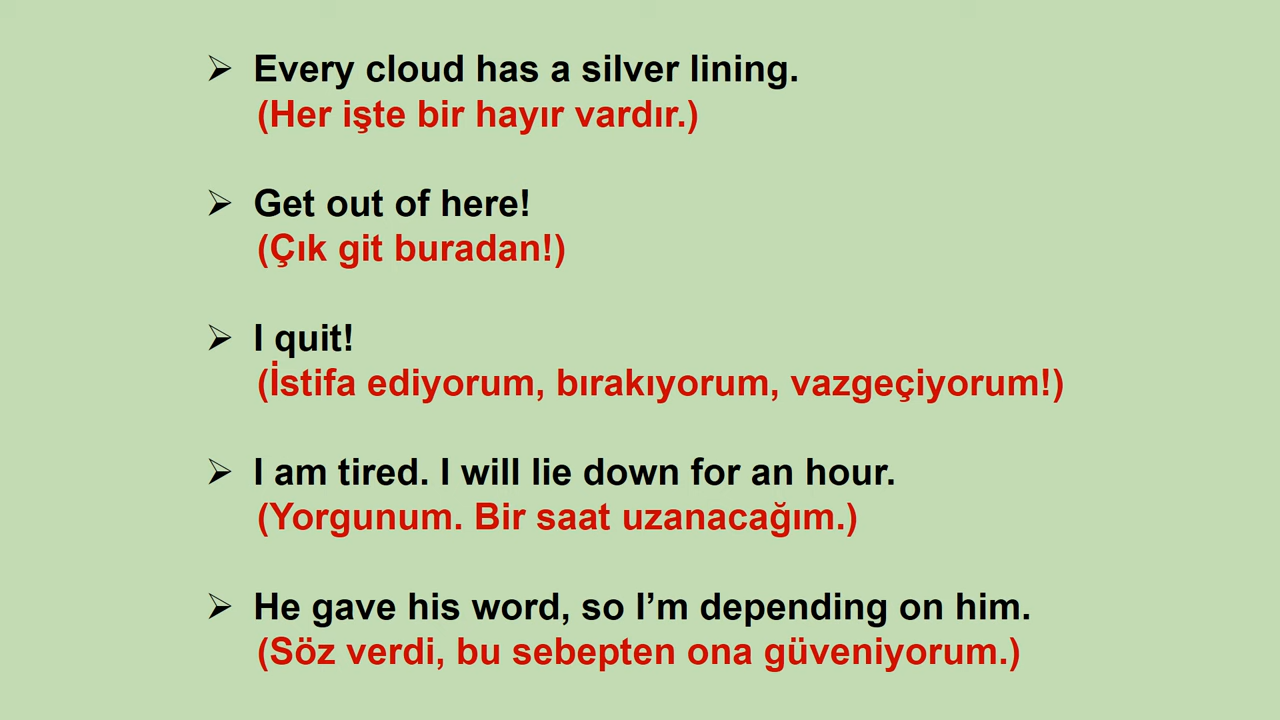 ➢ Every cloud has a silver lining.
(Her işte bir hayır vardır.)
➢ Get out of here!
(Çık git buradan!)
➢ I quit!
(İstifa ediyorum, bırakıyorum, vazgeçiyorum!)
➢ I am tired. I will lie down for an hour.
(Yorgunum. Bir saat uzanacağım.)
➢ He gave his word, so I’m depending on him.
(Söz verdi, bu sebepten ona güveniyorum.)